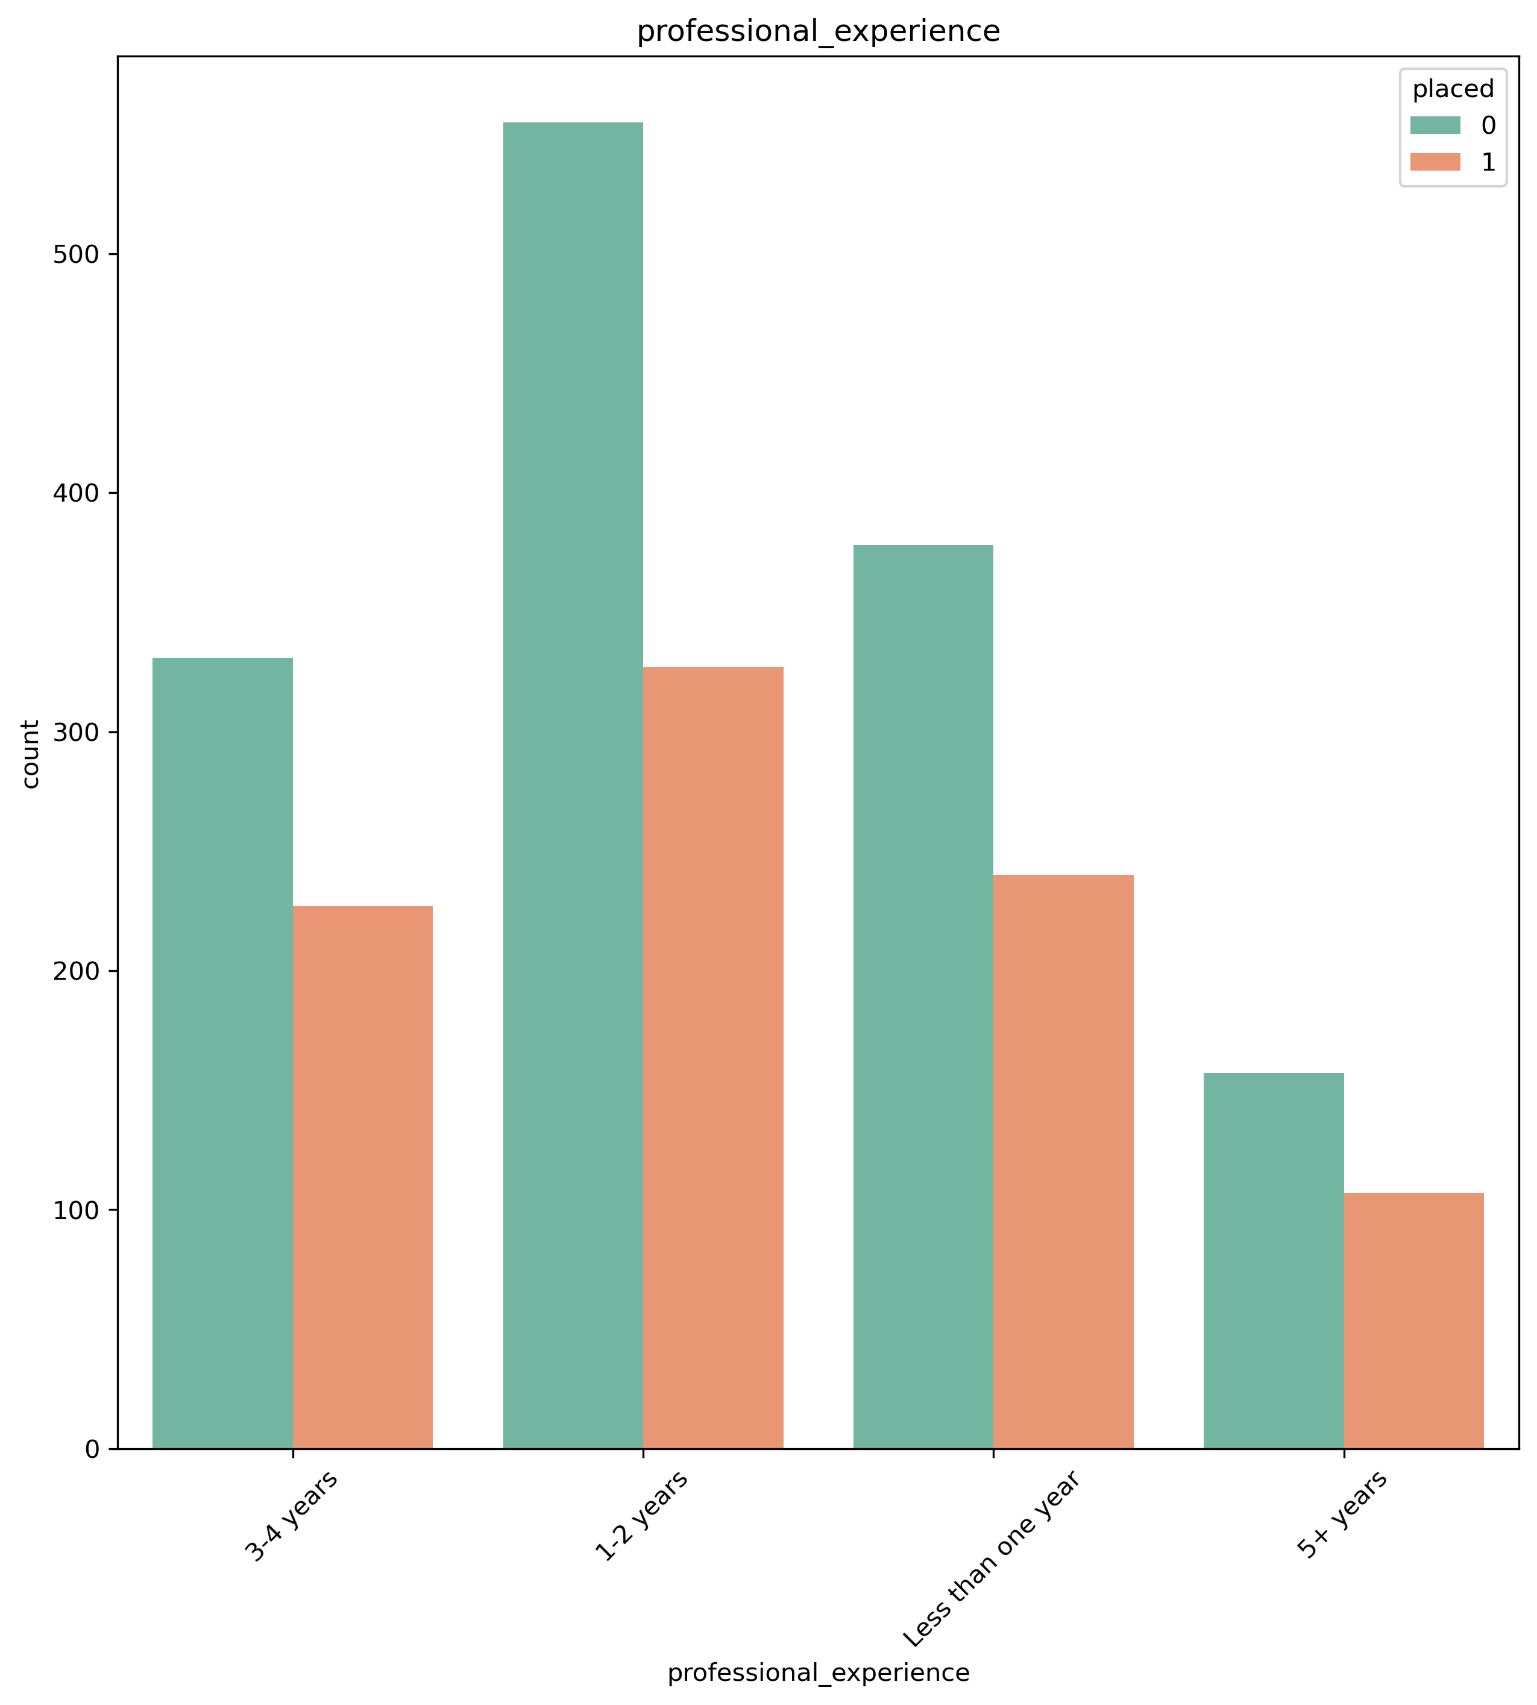 professional_experience
placed
0
1
500
400
300
200
100
0
count
3-4 years
1-2 years
Less than one year
5+ years
professional_experience